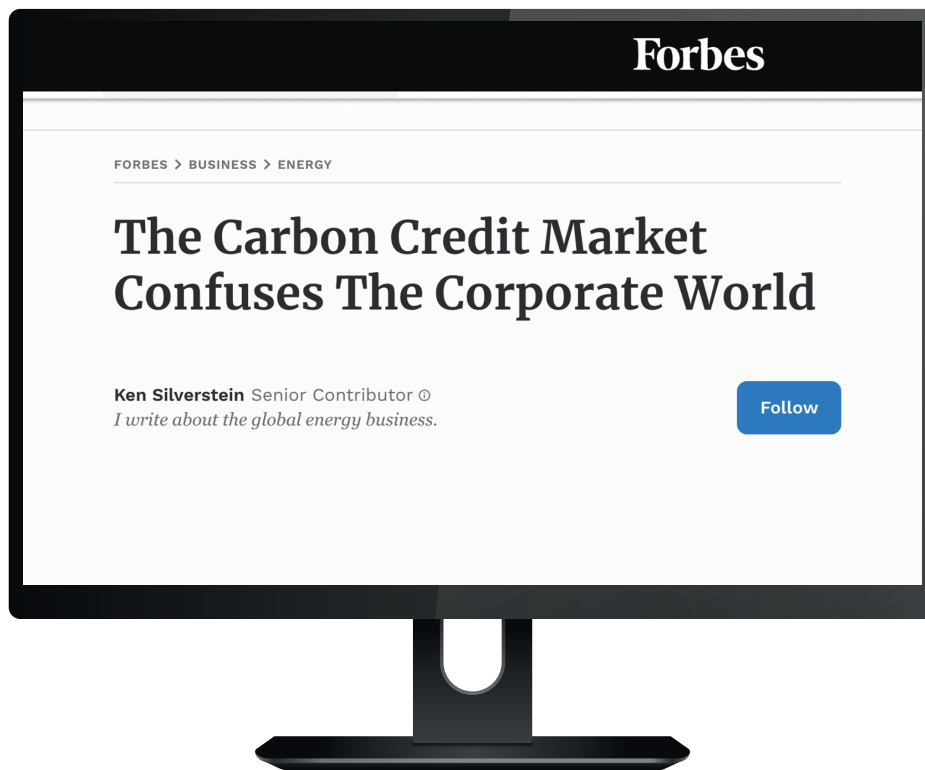 Forbes
FORBES > BUSINESS > ENERGY
The Carbon Credit Market
Confuses The Corporate World
Ken Silverstein Senior Contributor
I write about the global energy business.
Follow